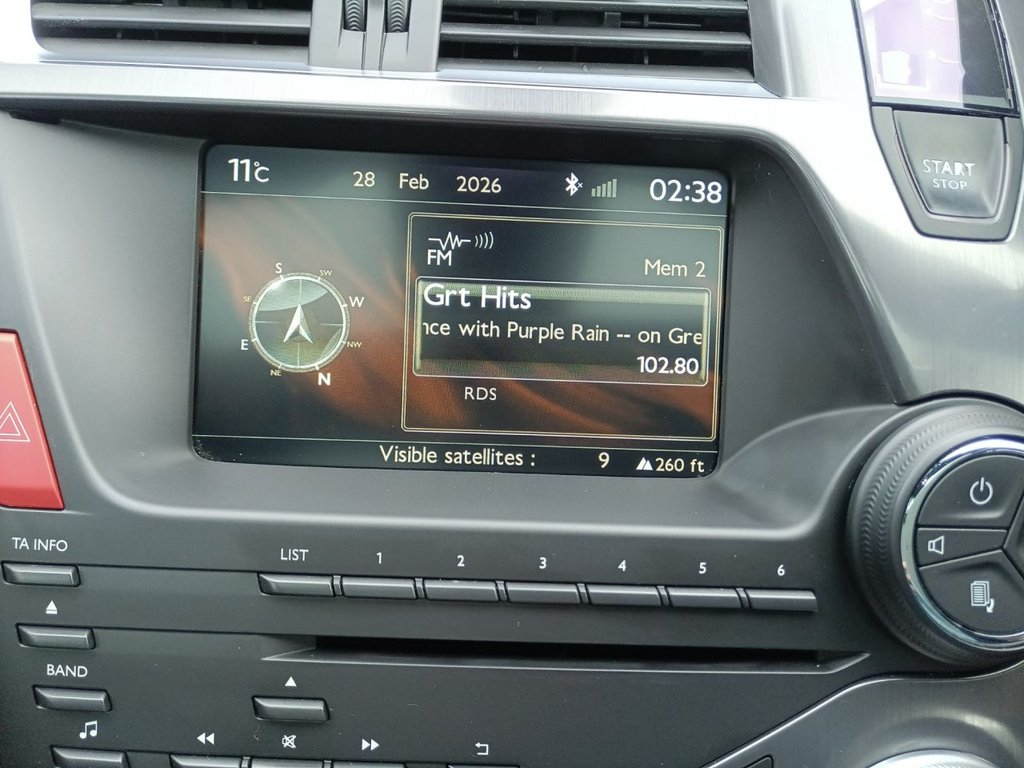 11°C 28 Feb 2026 02:38
START
STOP
FM
Mem 2
Grt Hits
nce with Purple Rain -- on Gre
102.80
RDS
S
SW
W
NW
N
NE
E
SE
Visible satellites : 9 260 ft
TA INFO
LIST 1 2 3 4 5 6
BAND